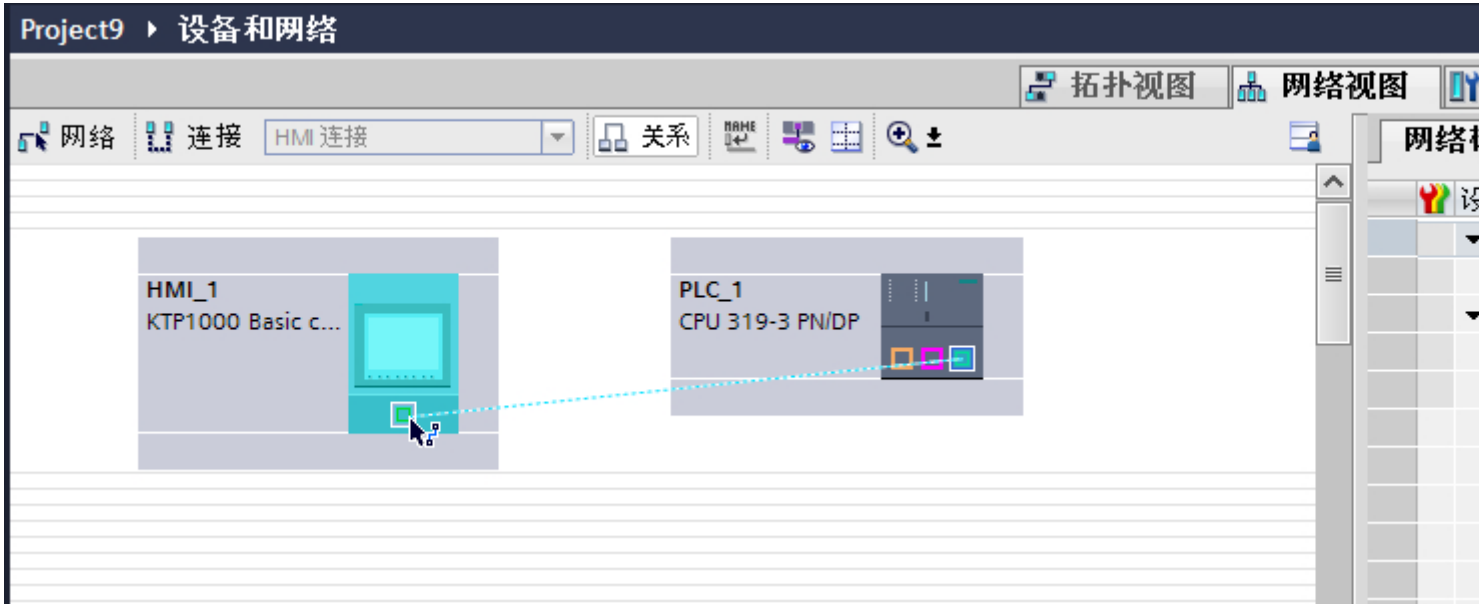 Project9 ▸ 设备和网络
拓扑视图 网络视图
网络 连接 HMI 连接 关系 NAME
HMI_1
KTP1000 Basic c...
PLC_1
CPU 319-3 PN/DP